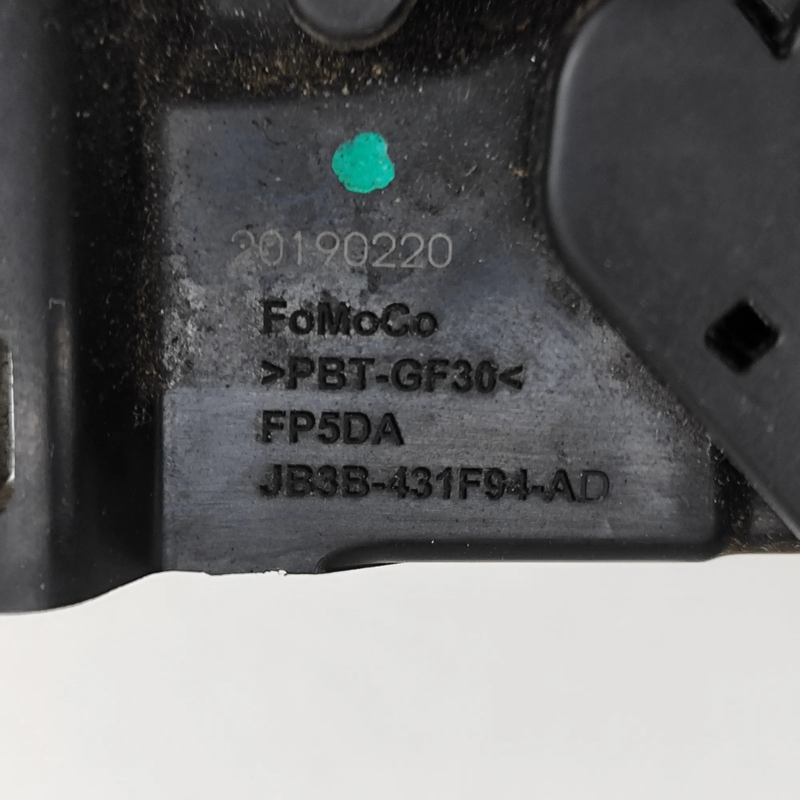 20190220
FoMoCo
>PBT-GF30<
FP5DA
JB3B-431F94-AD